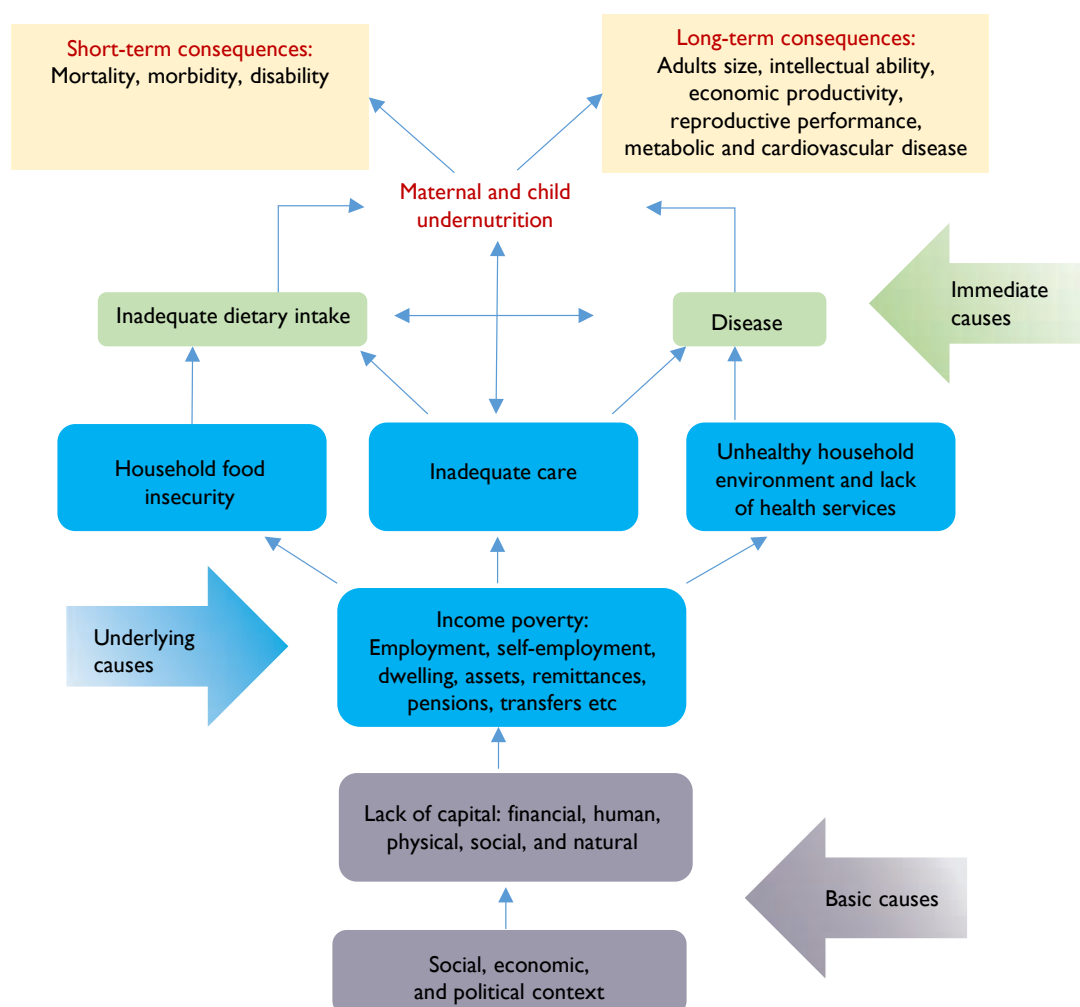 Short-term consequences:
Mortality, morbidity, disability
Long-term consequences:
Adults size, intellectual ability,
economic productivity,
reproductive performance,
metabolic and cardiovascular disease
Maternal and child
undernutrition
Inadequate dietary intake
Disease
Immediate
causes
Household food
insecurity
Inadequate care
Unhealthy household
environment and lack
of health services
Underlying
causes
Income poverty:
Employment, self-employment,
dwelling, assets, remittances,
pensions, transfers etc
Lack of capital: financial, human,
physical, social, and natural
Basic causes
Social, economic,
and political context